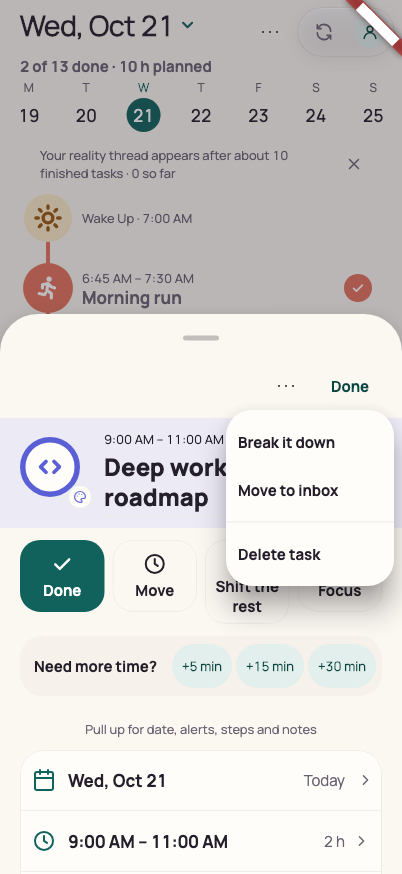 Wed, Oct 21
2 of 13 done · 10 h planned
M T W T F S S
19 20 21 22 23 24 25
Your reality thread appears after about 10
finished tasks · 0 so far
Wake Up · 7:00 AM
6:45 AM – 7:30 AM
Morning run
··· Done
9:00 AM – 11:00 AM
Deep work
roadmap
Break it down
Move to inbox
Delete task
Done
Move
Shift the
rest
Focus
Need more time? +5 min +15 min +30 min
Pull up for date, alerts, steps and notes
Wed, Oct 21 Today
9:00 AM – 11:00 AM 2 h